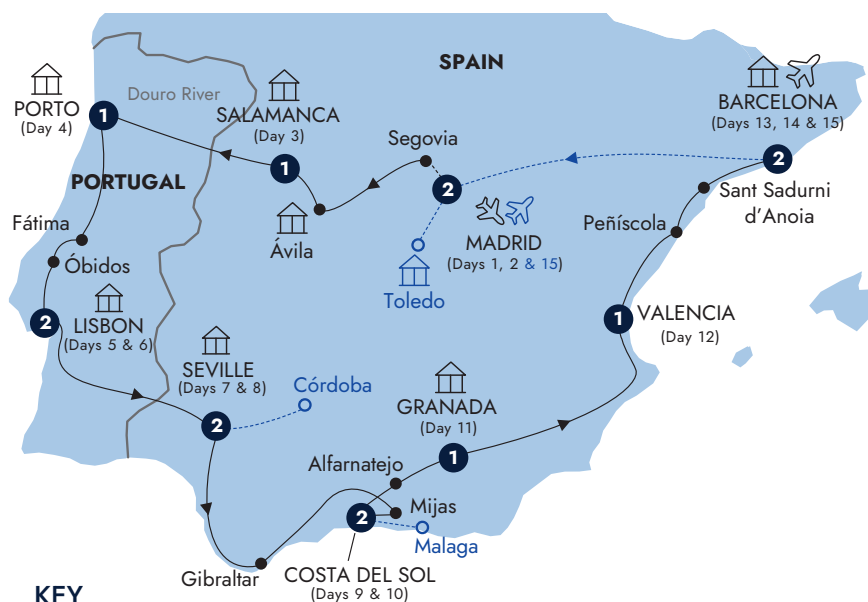 SPAIN
PORTO
(Day 4)
1
Douro River
SALAMANCA
(Day 3)
1
Segovia
BARCELONA
(Days 13, 14 & 15)
2
PORTUGAL
2
MADRID
(Days 1, 2 & 15)
Sant Sadurni
d'Anoia
Ávila
Peñíscola
Fátima
Óbidos
Toledo
2
LISBON
(Days 5 & 6)
1
VALENCIA
(Day 12)
SEVILLE
(Days 7 & 8)
2
Córdoba
GRANADA
(Day 11)
1
Alfarnatejo
Mijas
2
Malaga
Gibraltar
COSTA DEL SOL
(Days 9 & 10)
KEY